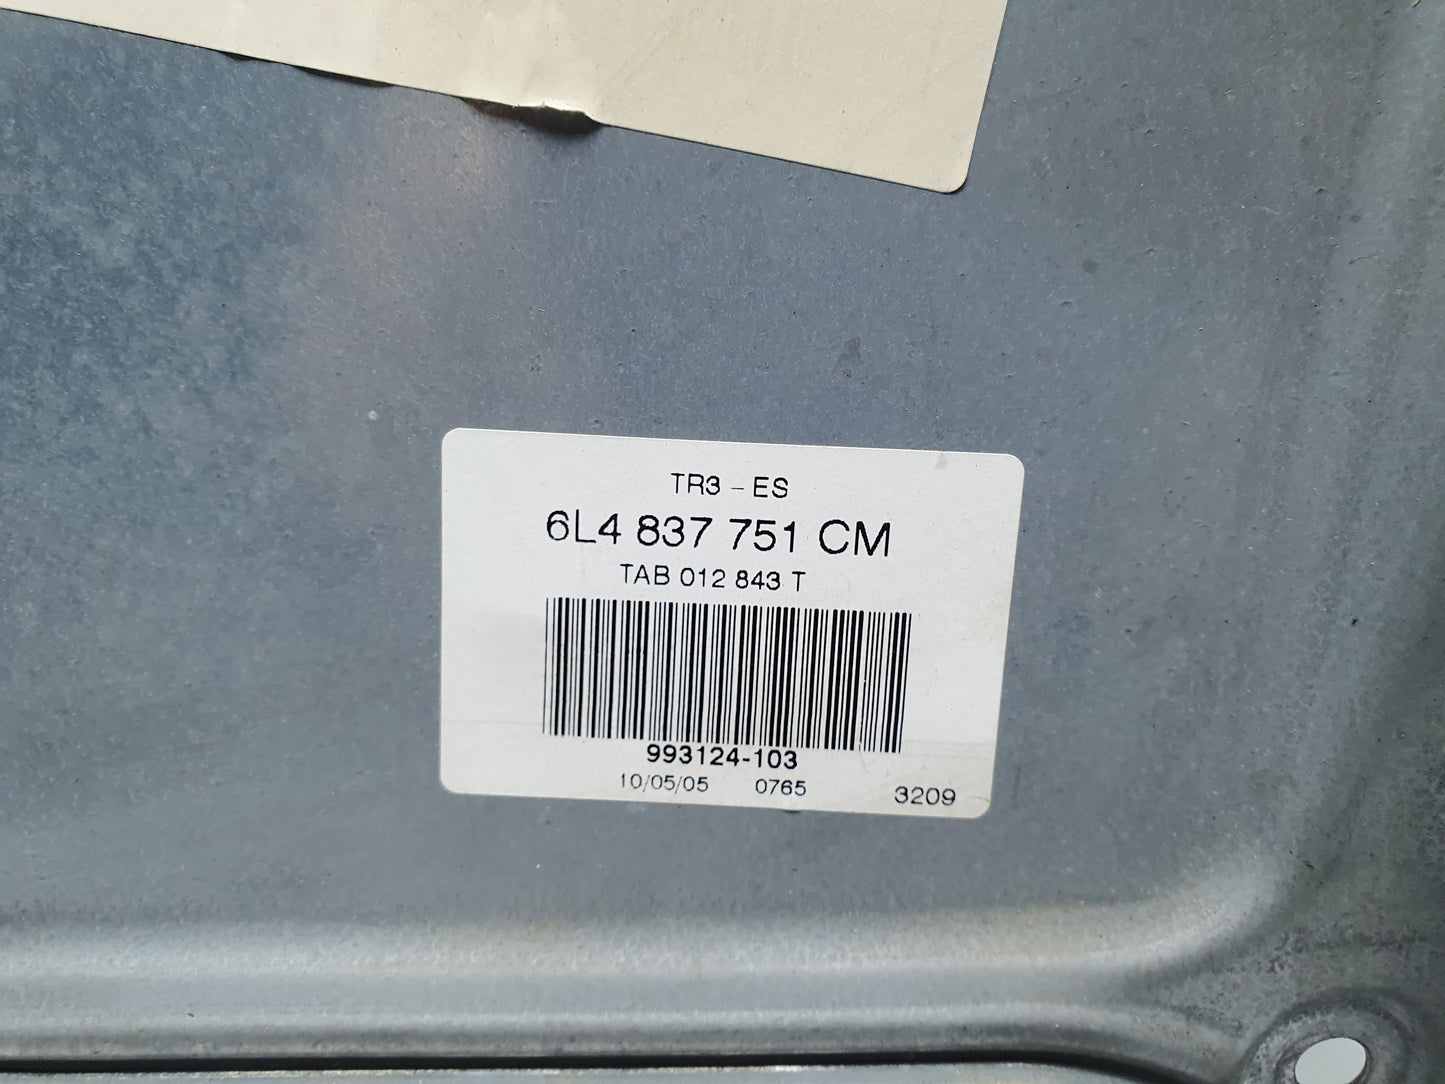 TR3 - ES
6L4 837 751 CM
TAB 012 843 T
993124-103
10/05/05 0765 3209